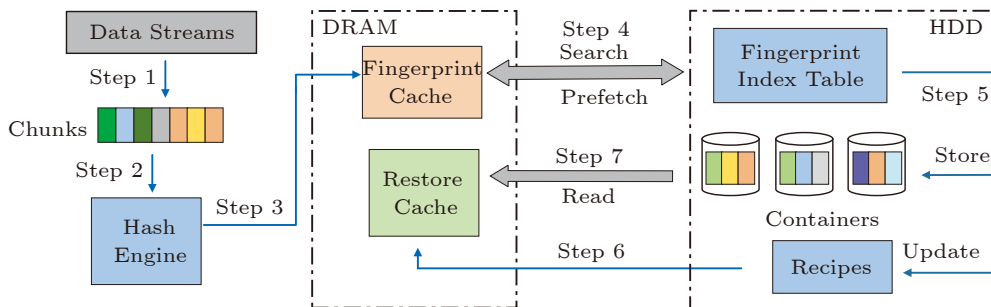 Data Streams
DRAM
Step 4
HDD
Search
Fingerprint
Cache
Fingerprint
Index Table
Step 1
Prefetch
Step 5
Chunks
Step 2
Step 7
Store
Restore
Cache
Read
Step 3
Containers
Hash
Engine
Step 6
Update
Recipes